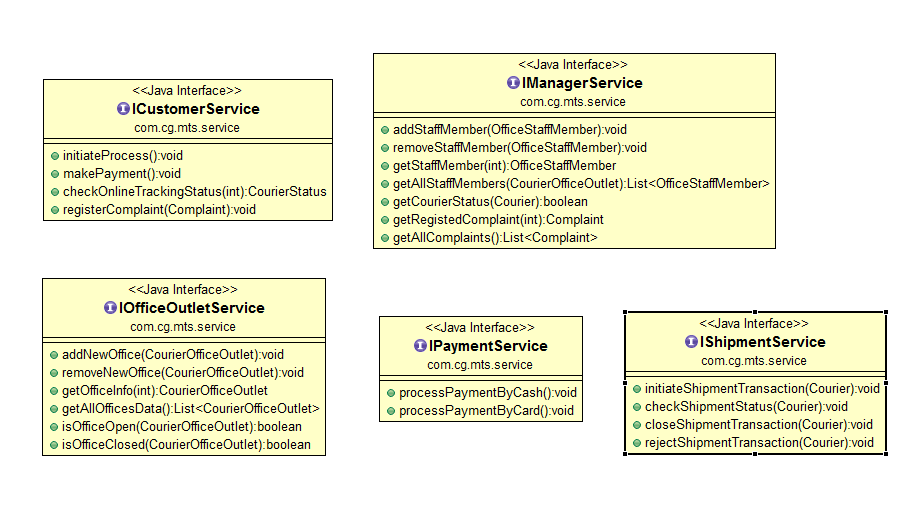 <<Java Interface>>
ICustomerService
com.cg.mts.service
initiateProcess():void
makePayment():void
checkOnlineTrackingStatus(int):CourierStatus
registerComplaint(Complaint):void
<<Java Interface>>
IManagerService
com.cg.mts.service
addStaffMember(OfficeStaffMember):void
removeStaffMember(OfficeStaffMember):void
getStaffMember(int):OfficeStaffMember
getAllStaffMembers(CourierOfficeOutlet):List<OfficeStaffMember>
getCourierStatus(Courier):boolean
getRegistedComplaint(int):Complaint
getAllComplaints():List<Complaint>
<<Java Interface>>
IOfficeOutletService
com.cg.mts.service
addNewOffice(CourierOfficeOutlet):void
removeNewOffice(CourierOfficeOutlet):void
getOfficeInfo(int):CourierOfficeOutlet
getAllOfficesData():List<CourierOfficeOutlet>
isOfficeOpen(CourierOfficeOutlet):boolean
isOfficeClosed(CourierOfficeOutlet):boolean
<<Java Interface>>
IPaymentService
com.cg.mts.service
processPaymentByCash():void
processPaymentByCard():void
<<Java Interface>>
IShipmentService
com.cg.mts.service
initiateShipmentTransaction(Courier):void
checkShipmentStatus(Courier):void
closeShipmentTransaction(Courier):void
rejectShipmentTransaction(Courier):void